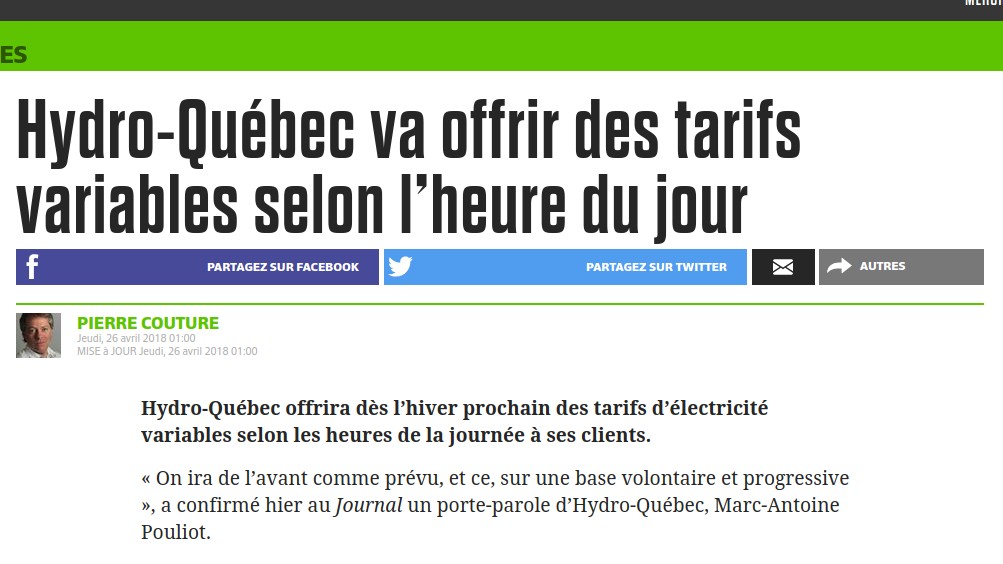 ES
Hydro-Québec va offrir des tarifs
variables selon l’heure du jour
PARTAGEZ SUR FACEBOOK
PARTAGEZ SUR TWITTER
AUTRES
PIERRE COUTURE
Jeudi, 26 avril 2018 01:00
MISE à JOUR Jeudi, 26 avril 2018 01:00
Hydro-Québec offrira dès l’hiver prochain des tarifs d’électricité
variables selon les heures de la journée à ses clients.
« On ira de l’avant comme prévu, et ce, sur une base volontaire et progressive
», a confirmé hier au Journal un porte-parole d’Hydro-Québec, Marc-Antoine
Pouliot.